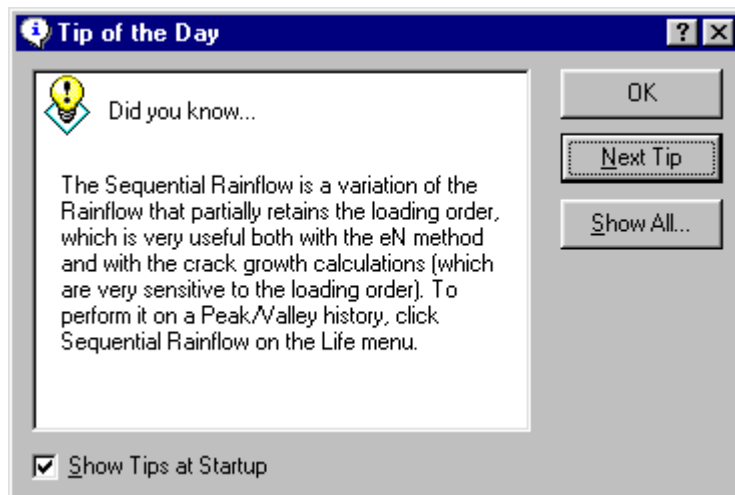 Tip of the Day
Did you know...
The Sequential Rainflow is a variation of the
Rainflow that partially retains the loading order,
which is very useful both with the eN method
and with the crack growth calculations (which
are very sensitive to the loading order). To
perform it on a Peak/Valley history, click
Sequential Rainflow on the Life menu.
OK
Next Tip
Show All...
Show Tips at Startup